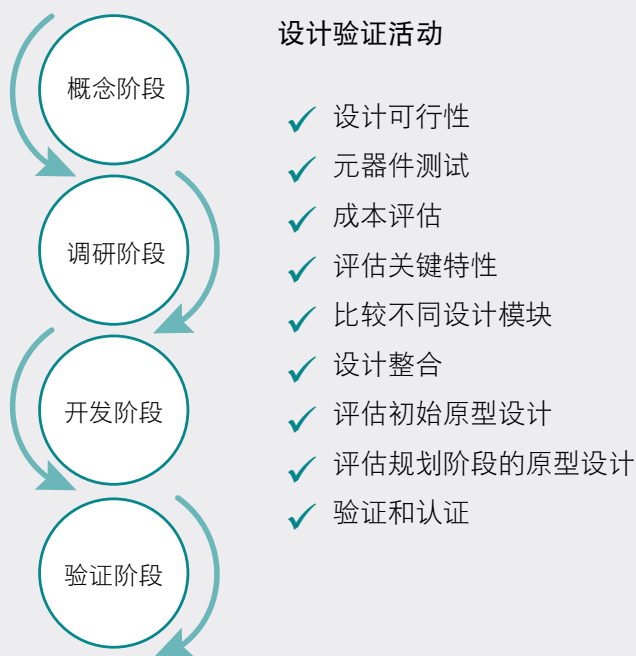 概念阶段
调研阶段
开发阶段
验证阶段
设计验证活动
设计可行性
元器件测试
成本评估
评估关键特性
比较不同设计模块
设计整合
评估初始原型设计
评估规划阶段的原型设计
验证和认证